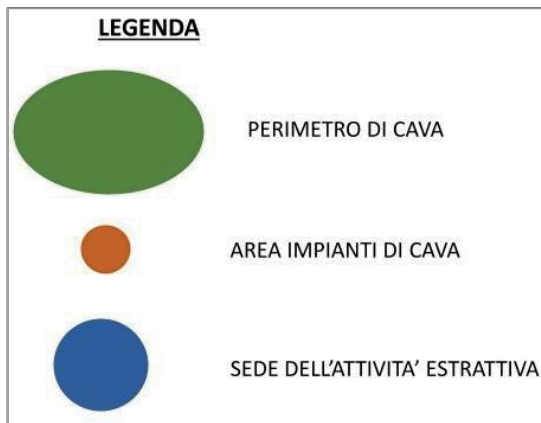 LEGENDA
PERIMETRO DI CAVA
AREA IMPIANTI DI CAVA
SEDE DELL'ATTIVITA' ESTRATTIVA